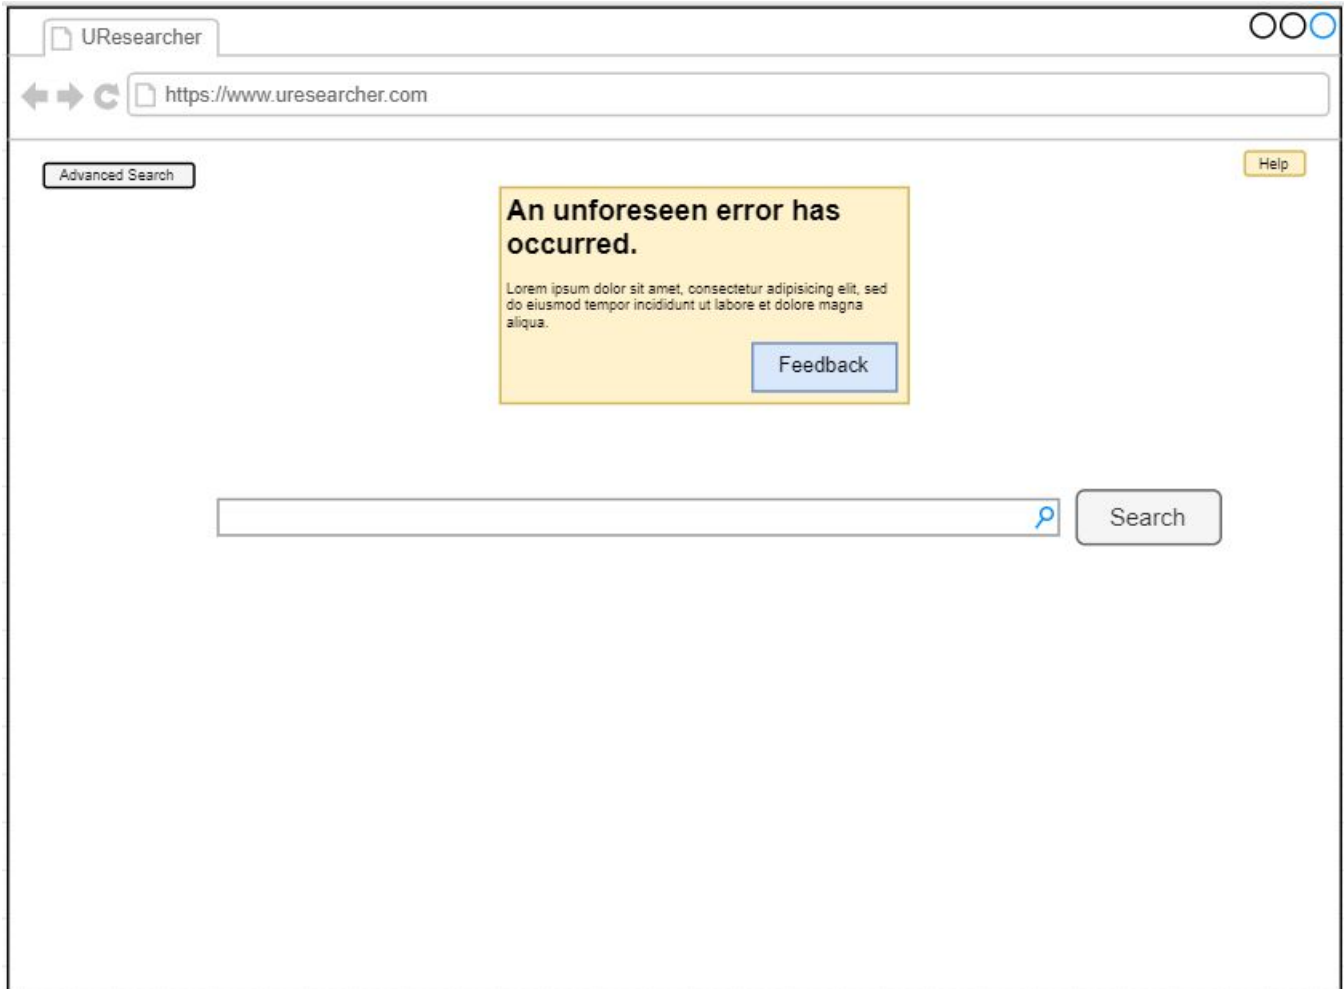 UResearcher
https://www.uresearcher.com
Advanced Search
Help
An unforeseen error has
occurred.
Lorem ipsum dolor sit amet, consectetur adipisicing elit, sed
do eiusmod tempor incididunt ut labore et dolore magna
aliqua.
Feedback
Search